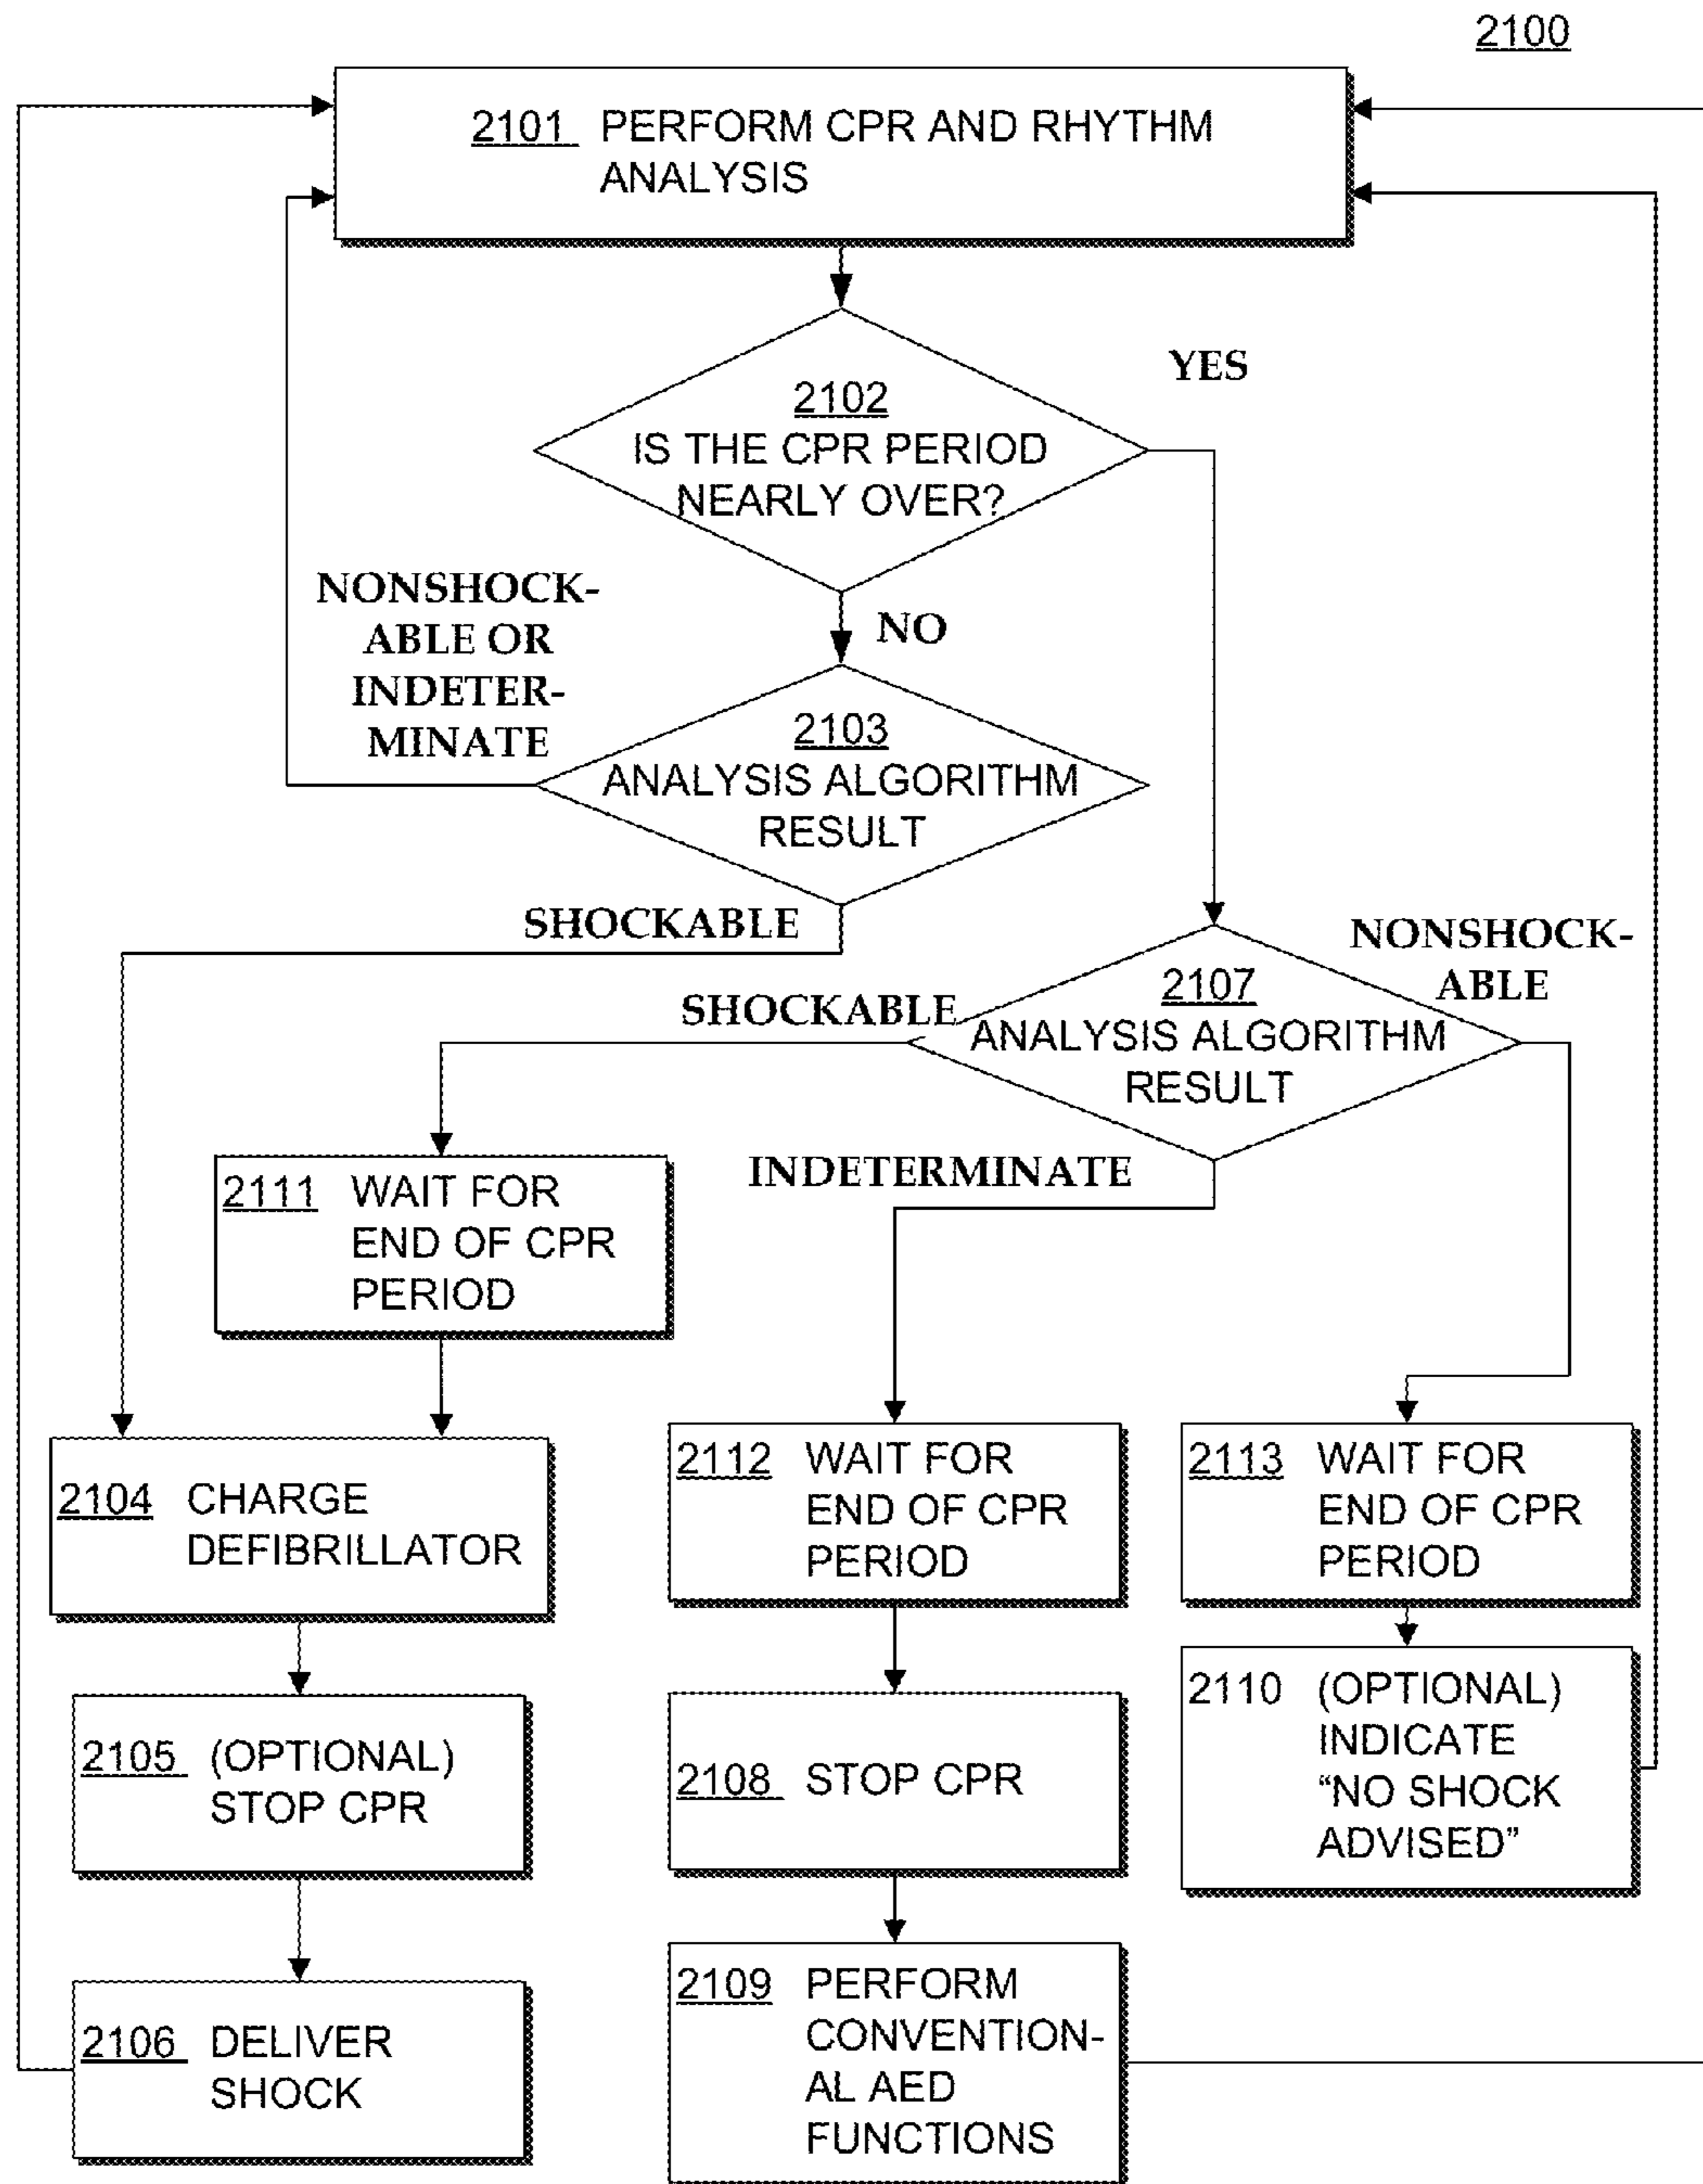 2100
2101 PERFORM CPR AND RHYTHM
ANALYSIS
YES
2102
IS THE CPR PERIOD
NEARLY OVER?
NONSHOCK-
ABLE OR
INDETER-
MINATE
NO
2103
ANALYSIS ALGORITHM
RESULT
SHOCKABLE
NONSHOCK-
ABLE
2107
ANALYSIS ALGORITHM
RESULT
SHOCKABLE
INDETERMINATE
2111 WAIT FOR
END OF CPR
PERIOD
2104 CHARGE
DEFIBRILLATOR
2112 WAIT FOR
END OF CPR
PERIOD
2113 WAIT FOR
END OF CPR
PERIOD
2105 (OPTIONAL)
STOP CPR
2108 STOP CPR
2110 (OPTIONAL)
INDICATE
“NO SHOCK
ADVISED”
2106 DELIVER
SHOCK
2109 PERFORM
CONVENTION-
AL AED
FUNCTIONS